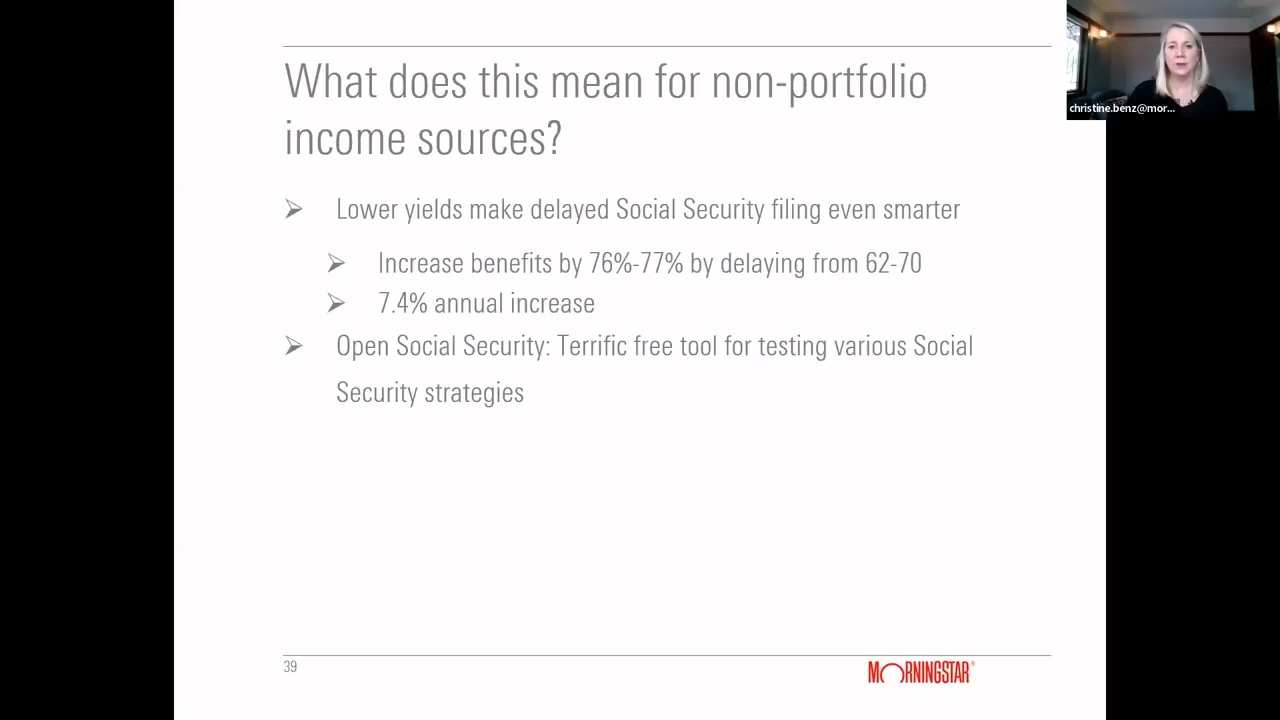 What does this mean for non-portfolio
income sources?
Lower yields make delayed Social Security filing even smarter
Increase benefits by 76%-77% by delaying from 62-70
7.4% annual increase
Open Social Security: Terrific free tool for testing various Social
Security strategies
39
MORNINGSTAR®
christine.benz@mor...